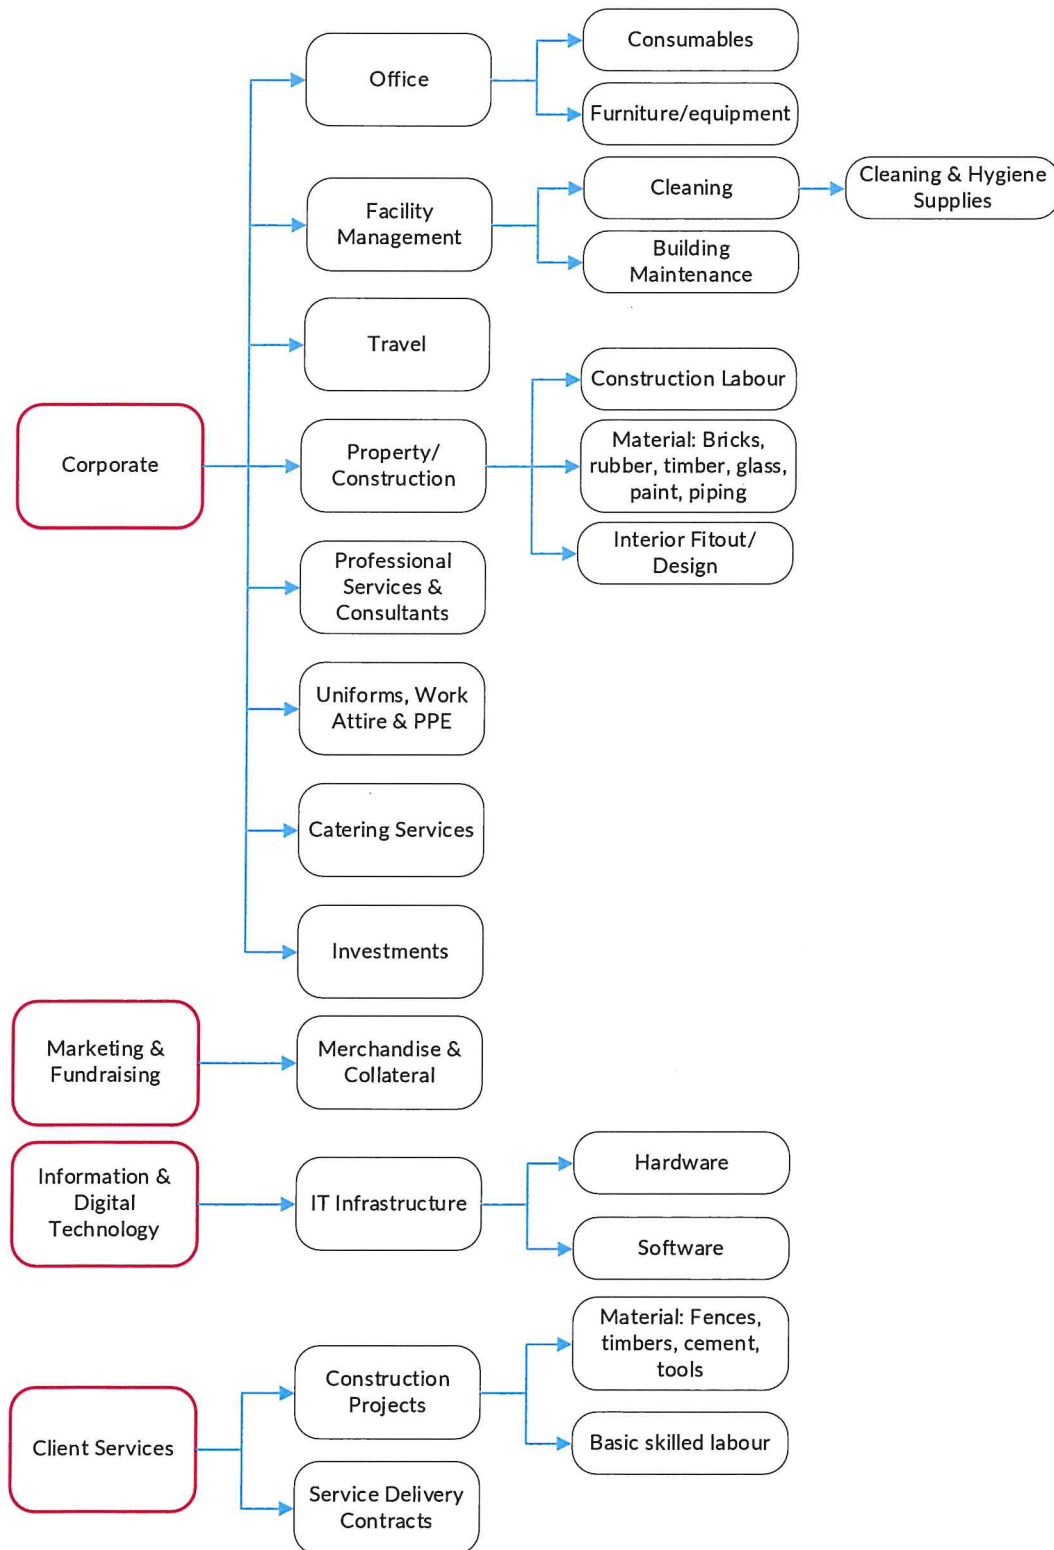 Consumables
Office
Furniture/equipment
Cleaning
Cleaning & Hygiene
Supplies
Facility
Management
Building
Maintenance
Travel
Construction Labour
Corporate
Property/
Construction
Material: Bricks,
rubber, timber, glass,
paint, piping
Interior Fitout/
Design
Professional
Services &
Consultants
Uniforms, Work
Attire & PPE
Catering Services
Investments
Marketing &
Fundraising
Merchandise &
Collateral
Information &
Digital
Technology
IT Infrastructure
Hardware
Software
Client Services
Construction
Projects
Material: Fences,
timbers, cement,
tools
Basic skilled labour
Service Delivery
Contracts